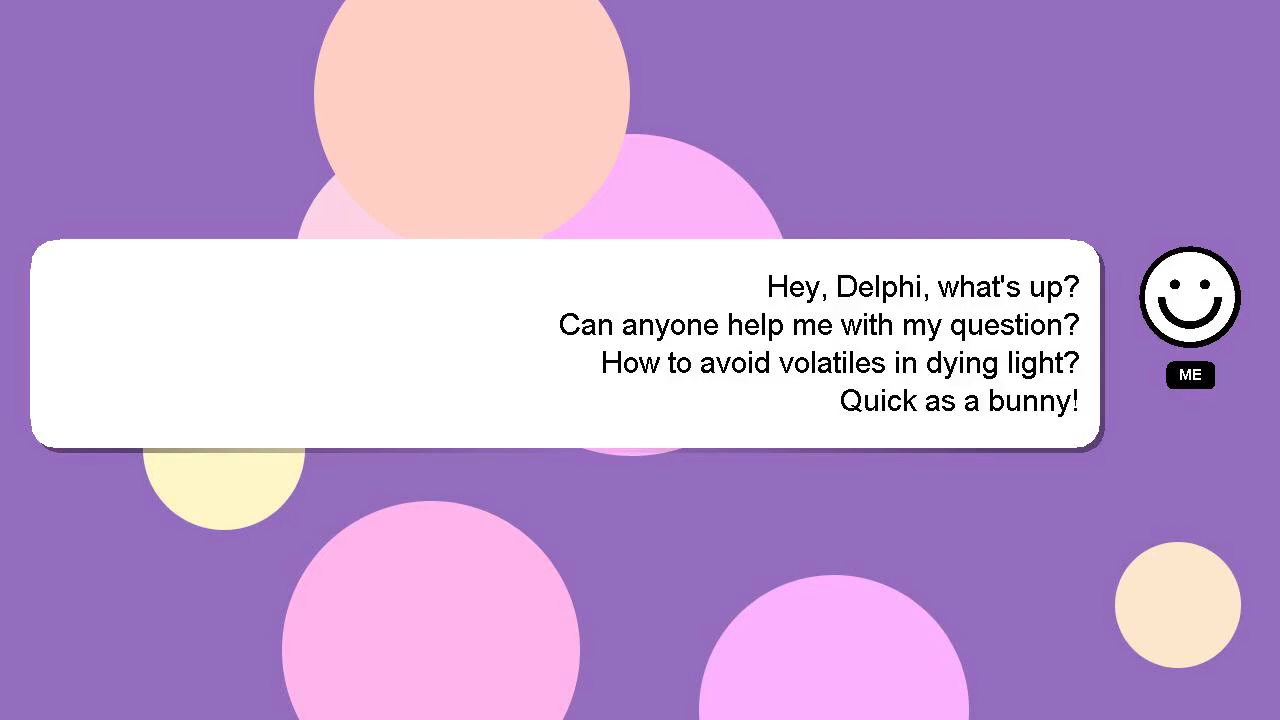 Hey, Delphi, what's up?
Can anyone help me with my question?
How to avoid volatiles in dying light?
Quick as a bunny!
ME